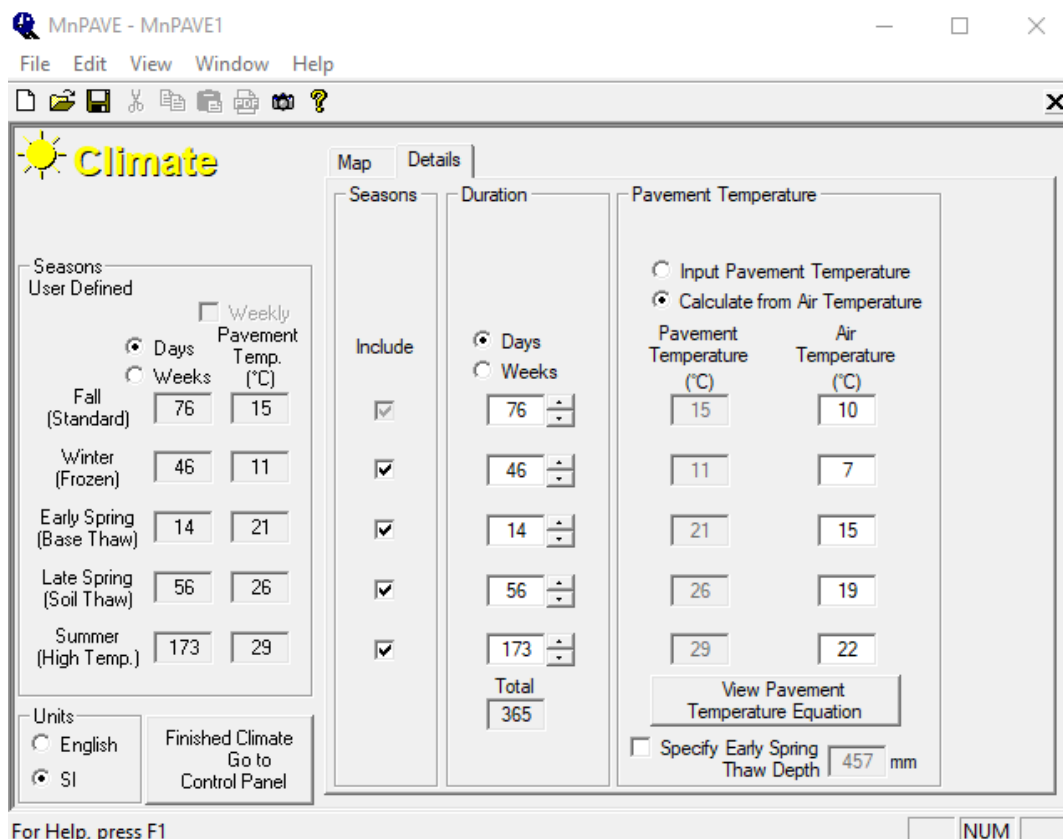 MnPAVE - MnPAVE1
File Edit View Window Help
PDF
Climate
Map Details
Seasons
User Defined
Weekly
Days
Weeks
Pavement
Temp.
(°C)
Fall
(Standard) 76 15
Winter
(Frozen) 46 11
Early Spring
(Base Thaw) 14 21
Late Spring
(Soil Thaw) 56 26
Summer
(High Temp.) 173 29
Units
English
SI
Finished Climate
Go to
Control Panel
Seasons
Include
Duration
Days
Weeks
76
46
14
56
173
Total
365
Pavement Temperature
Input Pavement Temperature
Calculate from Air Temperature
Pavement Air
Temperature Temperature
(°C) (°C)
15 10
11 7
21 15
26 19
29 22
View Pavement
Temperature Equation
Specify Early Spring
Thaw Depth 457 mm
For Help, press F1
NUM